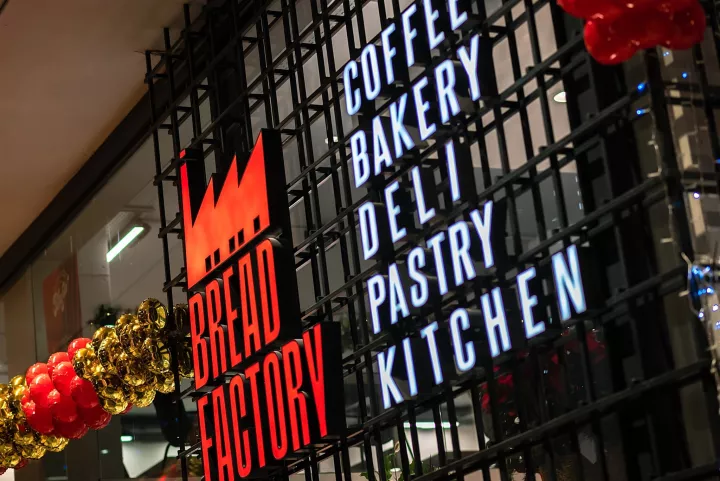 BREAD
FACTORY
COFFEE
BAKERY
DELI
PASTRY
KITCHEN